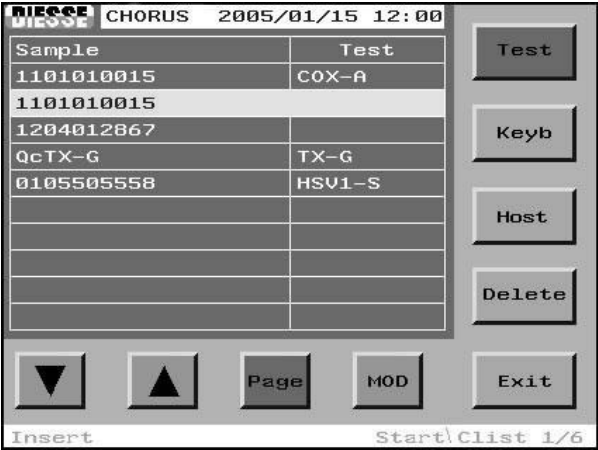 DIESSE CHORUS 2005/01/15 12:00
Sample Test
1101010015 COX-A
1101010015
1204012867
QcTX-G TX-G
0105505558 HSV1-S
Test
Keyb
Host
Delete
Page MOD Exit
Insert Start\Clist 1/6